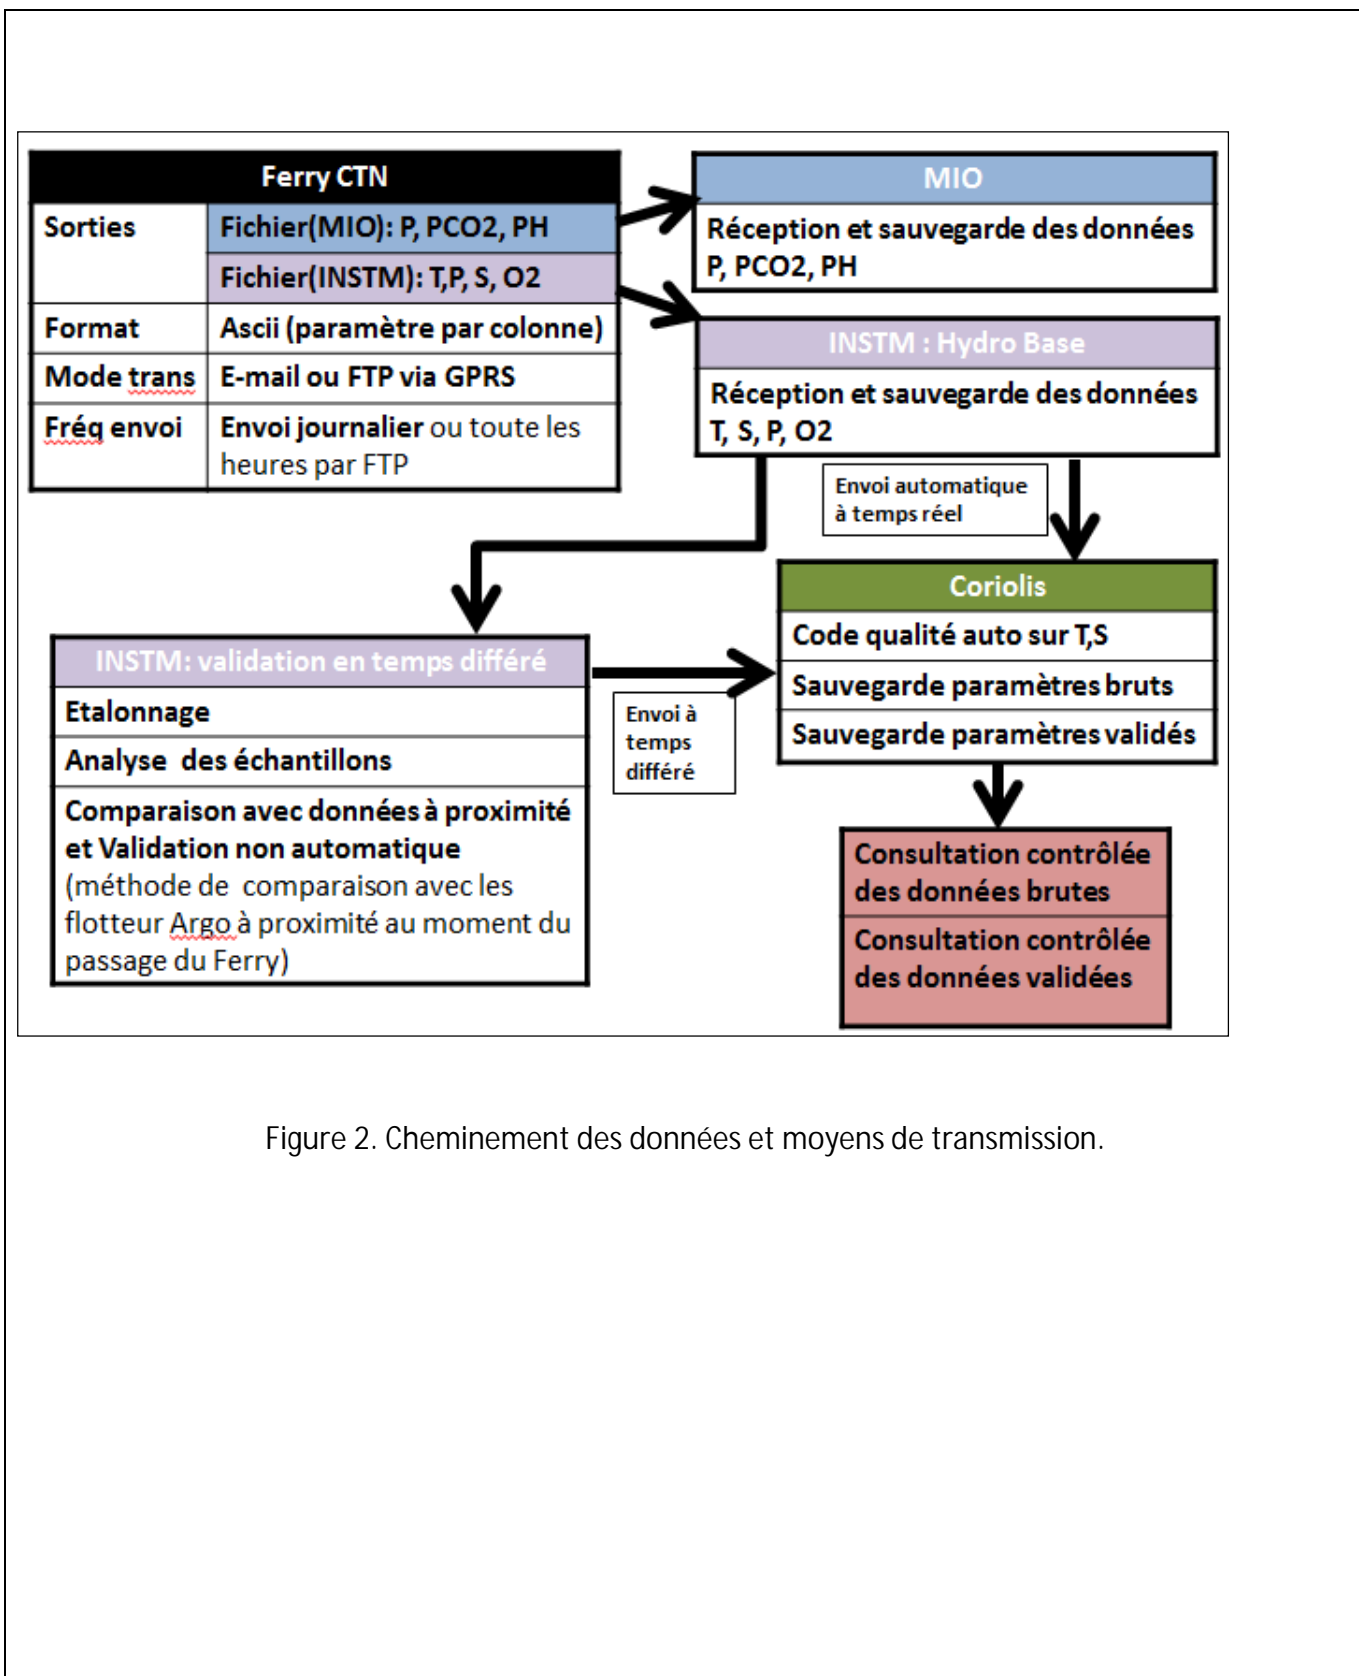 Ferry CTN
Sorties
Fichier(MIO): P, PCO2, PH
Fichier(INSTM): T,P, S, O2
Format
Ascii (paramètre par colonne)
Mode trans
E-mail ou FTP via GPRS
Fréq envoi
Envoi journalier ou toute les
heures par FTP
MIO
Réception et sauvegarde des données
P, PCO2, PH
INSTM : Hydro Base
Réception et sauvegarde des données
T, S, P, O2
Envoi automatique
à temps réel
Coriolis
Code qualité auto sur T,S
Sauvegarde paramètres bruts
Sauvegarde paramètres validés
INSTM: validation en temps différé
Etalonnage
Analyse des échantillons
Comparaison avec données à proximité
et Validation non automatique
(méthode de comparaison avec les
flotteur Argo à proximité au moment du
passage du Ferry)
Envoi à
temps
différé
Consultation contrôlée
des données brutes
Consultation contrôlée
des données validées
Figure 2. Cheminement des données et moyens de transmission.